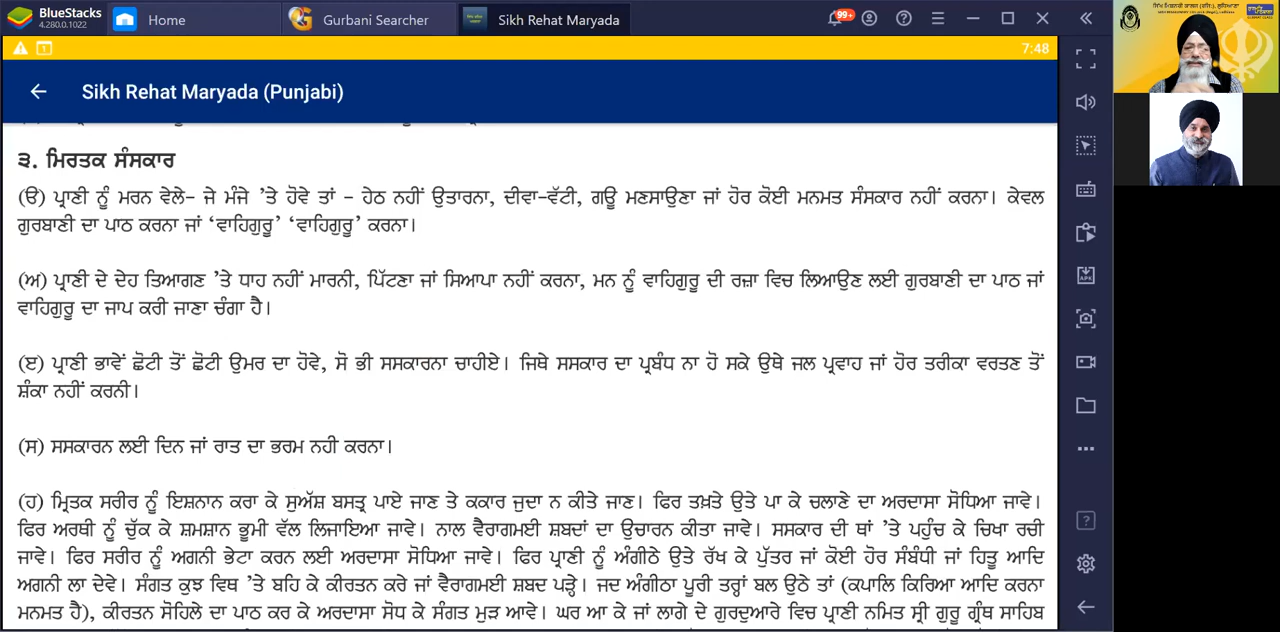 BlueStacks
4.280.0.1022
Home
Gurbani Searcher
Sikh Rehat Maryada
99+
7:48
Sikh Rehat Maryada (Punjabi)
੩. ਮਿਰਤਕ ਸੰਸਕਾਰ
(ੳ) ਪ੍ਰਾਣੀ ਨੂੰ ਮਰਨ ਵੇਲੇ- ਜੇ ਮੰਜੇ ’ਤੇ ਹੋਵੇ ਤਾਂ - ਹੇਠ ਨਹੀਂ ਉਤਾਰਨਾ, ਦੀਵਾ-ਵੱਟੀ, ਗਊ ਮਣਸਾਉਣਾ ਜਾਂ ਹੋਰ ਕੋਈ ਮਨਮਤ ਸੰਸਕਾਰ ਨਹੀਂ ਕਰਨਾ। ਕੇਵਲ
ਗੁਰਬਾਣੀ ਦਾ ਪਾਠ ਕਰਨਾ ਜਾਂ ‘ਵਾਹਿਗੁਰੂ’ ‘ਵਾਹਿਗੁਰੂ’ ਕਰਨਾ।
(ਅ) ਪ੍ਰਾਣੀ ਦੇ ਦੇਹ ਤਿਆਗਣ ’ਤੇ ਧਾਹ ਨਹੀਂ ਮਾਰਨੀ, ਪਿੱਟਣਾ ਜਾਂ ਸਿਆਪਾ ਨਹੀਂ ਕਰਨਾ, ਮਨ ਨੂੰ ਵਾਹਿਗੁਰੂ ਦੀ ਰਜ਼ਾ ਵਿਚ ਲਿਆਉਣ ਲਈ ਗੁਰਬਾਣੀ ਦਾ ਪਾਠ ਜਾਂ
ਵਾਹਿਗੁਰੂ ਦਾ ਜਾਪ ਕਰੀ ਜਾਣਾ ਚੰਗਾ ਹੈ।
(ੲ) ਪ੍ਰਾਣੀ ਭਾਵੇਂ ਛੋਟੀ ਤੋਂ ਛੋਟੀ ਉਮਰ ਦਾ ਹੋਵੇ, ਸੋ ਭੀ ਸਸਕਾਰਨਾ ਚਾਹੀਏ। ਜਿਥੇ ਸਸਕਾਰ ਦਾ ਪ੍ਰਬੰਧ ਨਾ ਹੋ ਸਕੇ ਉਥੇ ਜਲ ਪ੍ਰਵਾਹ ਜਾਂ ਹੋਰ ਤਰੀਕਾ ਵਰਤਣ ਤੋਂ
ਸ਼ੰਕਾ ਨਹੀਂ ਕਰਨੀ।
(ਸ) ਸਸਕਾਰਨ ਲਈ ਦਿਨ ਜਾਂ ਰਾਤ ਦਾ ਭਰਮ ਨਹੀ ਕਰਨਾ।
(ਹ) ਮ੍ਰਿਤਕ ਸਰੀਰ ਨੂੰ ਇਸ਼ਨਾਨ ਕਰਾ ਕੇ ਸੁਅੱਸ਼ ਬਸਤ੍ਰ ਪਾਏ ਜਾਣ ਤੇ ਕਕਾਰ ਜੁਦਾ ਨ ਕੀਤੇ ਜਾਣ। ਫਿਰ ਤਖ਼ਤੇ ਉਤੇ ਪਾ ਕੇ ਚਲਾਣੇ ਦਾ ਅਰਦਾਸਾ ਸੋਧਿਆ ਜਾਵੇ।
ਫਿਰ ਅਰਥੀ ਨੂੰ ਚੁੱਕ ਕੇ ਸ਼ਮਸ਼ਾਨ ਭੂਮੀ ਵੱਲ ਲਿਜਾਇਆ ਜਾਵੇ। ਨਾਲ ਵੈਰਾਗਮਈ ਸ਼ਬਦਾਂ ਦਾ ਉਚਾਰਨ ਕੀਤਾ ਜਾਵੇ। ਸਸਕਾਰ ਦੀ ਥਾਂ ’ਤੇ ਪਹੁੰਚ ਕੇ ਚਿਖਾ ਰਚੀ
ਜਾਵੇ। ਫਿਰ ਸਰੀਰ ਨੂੰ ਅਗਨੀ ਭੇਟਾ ਕਰਨ ਲਈ ਅਰਦਾਸਾ ਸੋਧਿਆ ਜਾਵੇ। ਫਿਰ ਪ੍ਰਾਣੀ ਨੂੰ ਅੰਗੀਠੇ ਉਤੇ ਰੱਖ ਕੇ ਪੁੱਤਰ ਜਾਂ ਕੋਈ ਹੋਰ ਸੰਬੰਧੀ ਜਾਂ ਹਿਤੂ ਆਦਿ
ਅਗਨੀ ਲਾ ਦੇਵੇ। ਸੰਗਤ ਕੁਝ ਵਿਥ ’ਤੇ ਬਹਿ ਕੇ ਕੀਰਤਨ ਕਰੇ ਜਾਂ ਵੈਰਾਗਮਈ ਸ਼ਬਦ ਪੜ੍ਹੇ। ਜਦ ਅੰਗੀਠਾ ਪੂਰੀ ਤਰ੍ਹਾਂ ਬਲ ਉਠੇ ਤਾਂ (ਕਪਾਲਿ ਕਿਰਿਆ ਆਦਿ ਕਰਨਾ
ਮਨਮਤ ਹੈ), ਕੀਰਤਨ ਸੋਹਿਲੇ ਦਾ ਪਾਠ ਕਰ ਕੇ ਅਰਦਾਸਾ ਸੋਧ ਕੇ ਸੰਗਤ ਮੁੜ ਆਵੇ। ਘਰ ਆ ਕੇ ਜਾਂ ਲਾਗੇ ਦੇ ਗੁਰਦੁਆਰੇ ਵਿਚ ਪ੍ਰਾਣੀ ਨਮਿਤ ਸ੍ਰੀ ਗੁਰੂ ਗ੍ਰੰਥ ਸਾਹਿਬ